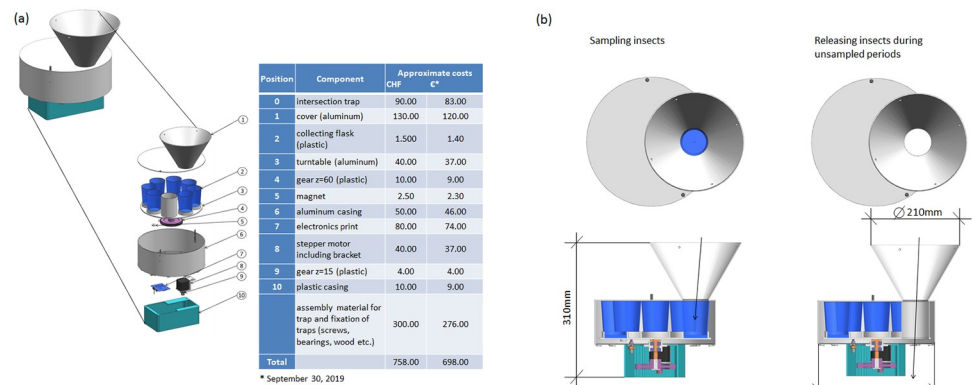 (a)
1
2
3
4
5
6
7
8
9
10
Position Component Approximate costs
CHF €*
0 intersection trap 90.00 83.00
1 cover (aluminum) 130.00 120.00
2 collecting flask (plastic) 1.500 1.40
3 turntable (aluminum) 40.00 37.00
4 gear z=60 (plastic) 10.00 9.00
5 magnet 2.50 2.30
6 aluminum casing 50.00 46.00
7 electronics print 80.00 74.00
8 stepper motor including bracket 40.00 37.00
9 gear z=15 (plastic) 4.00 4.00
10 plastic casing 10.00 9.00
assembly material for trap and fixation of traps (screws, bearings, wood etc.) 300.00 276.00
Total 758.00 698.00
* September 30, 2019
(b)
Sampling insects
Releasing insects during
unsampled periods
Ø 210mm
310mm